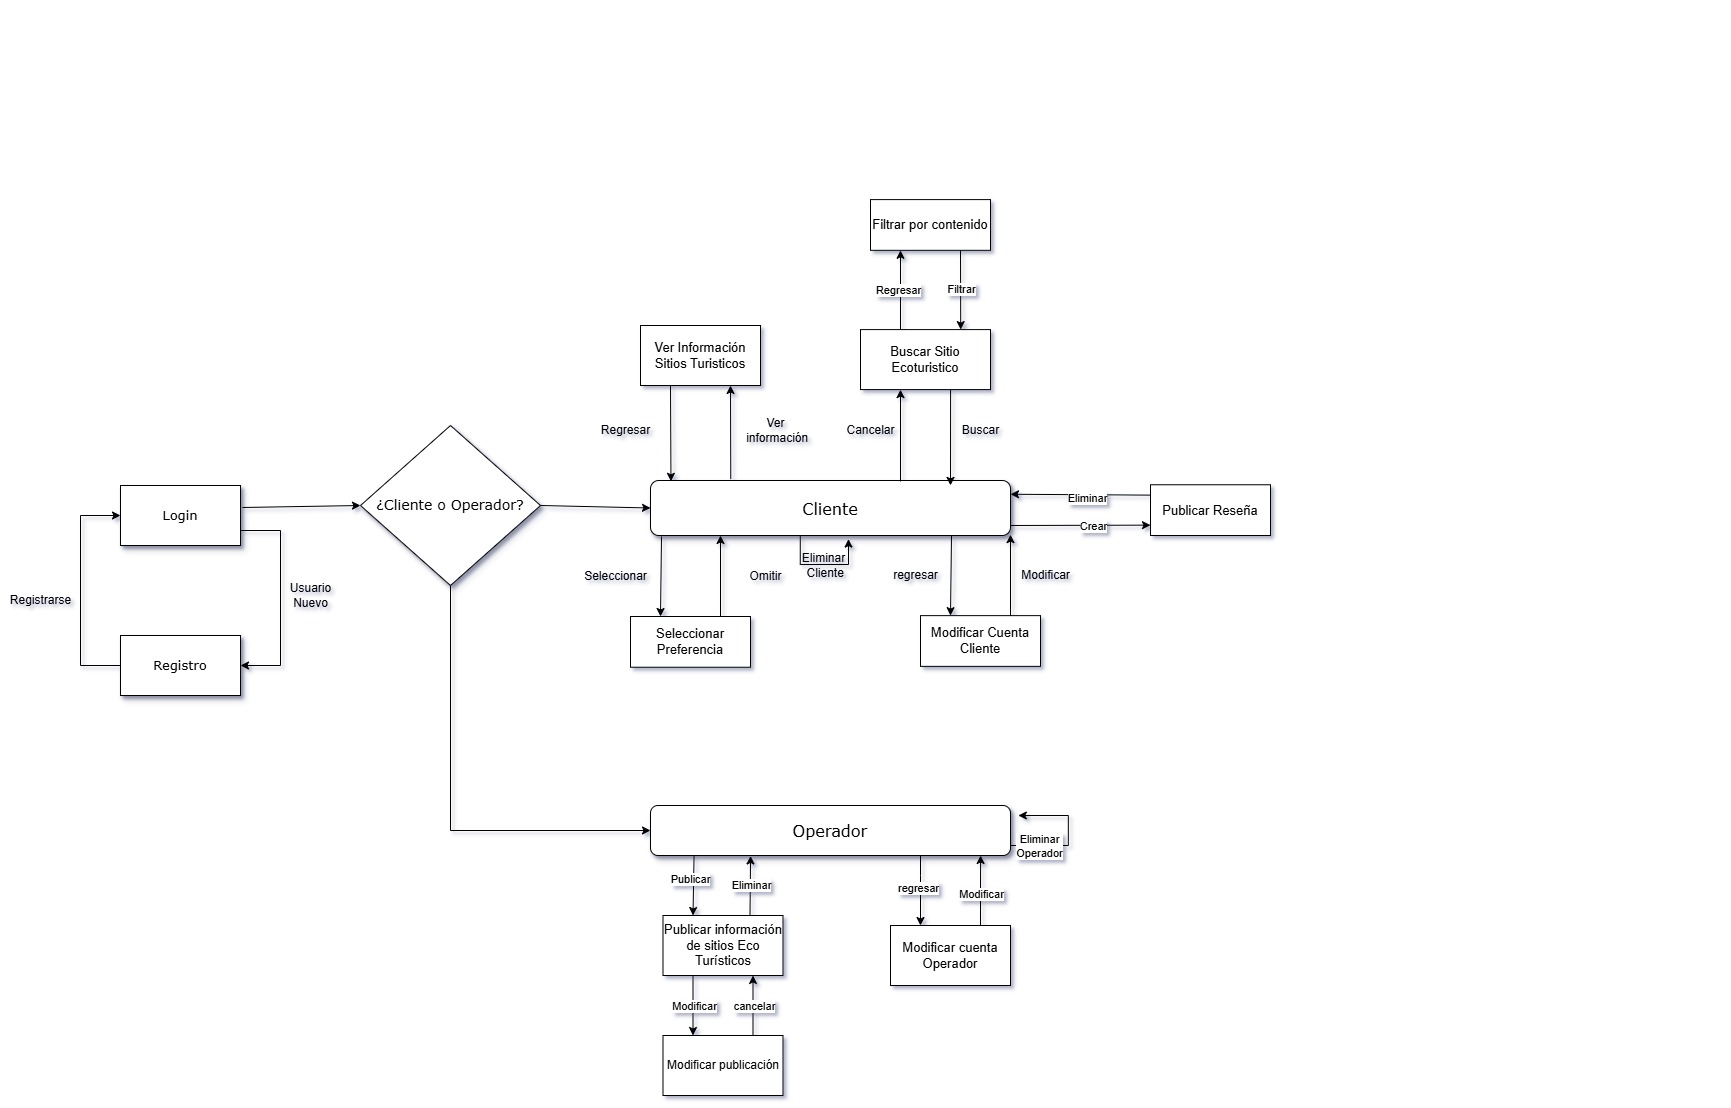 Filtrar por contenido
Regresar
Filtrar
Ver Información
Sitios Turisticos
Buscar Sitio
Ecoturistico
Regresar
Ver
información
Cancelar
Buscar
Login
¿Cliente o Operador?
Cliente
Eliminar
Crear
Publicar Reseña
Registrarse
Usuario
Nuevo
Seleccionar
Omitir
Eliminar
Cliente
regresar
Modificar
Registro
Seleccionar
Preferencia
Modificar Cuenta
Cliente
Operador
Eliminar
Operador
Publicar
Eliminar
regresar
Modificar
Publicar información
de sitios Eco
Turísticos
Modificar cuenta
Operador
Modificar
cancelar
Modificar publicación